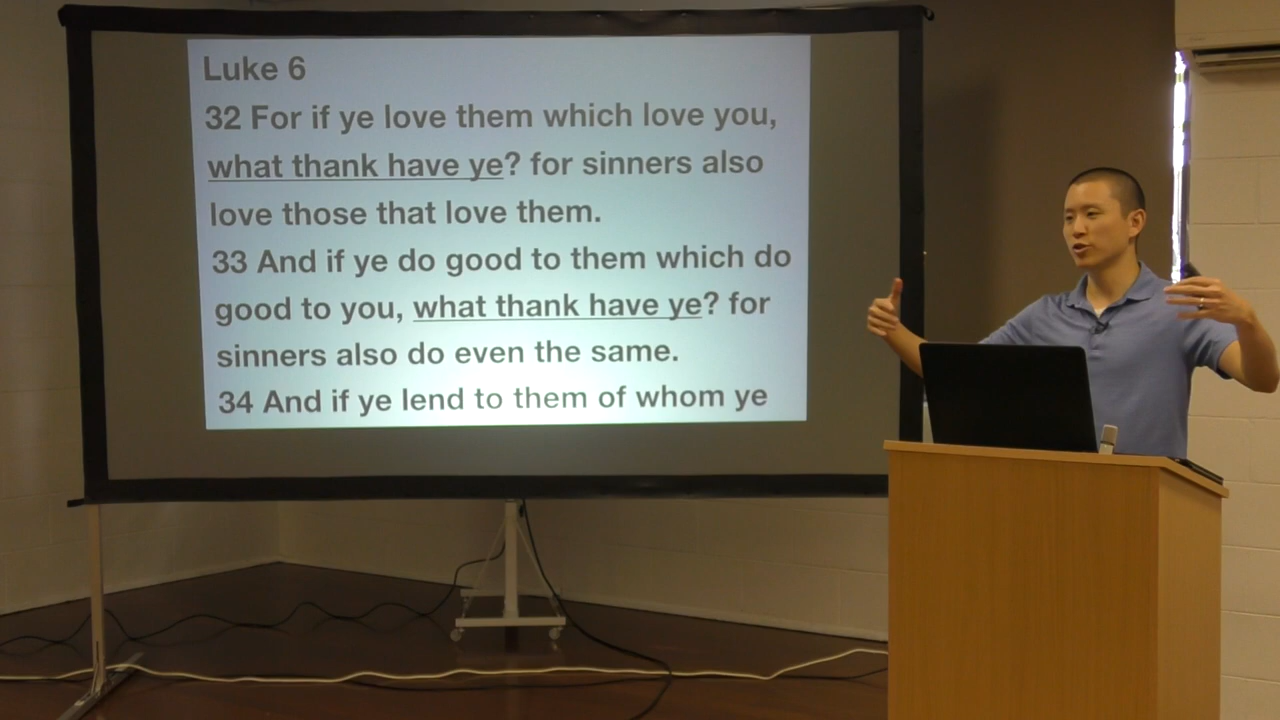 Luke 6
32 For if ye love them which love you,
what thank have ye? for sinners also
love those that love them.
33 And if ye do good to them which do
good to you, what thank have ye? for
sinners also do even the same.
34 And if ye lend to them of whom ye